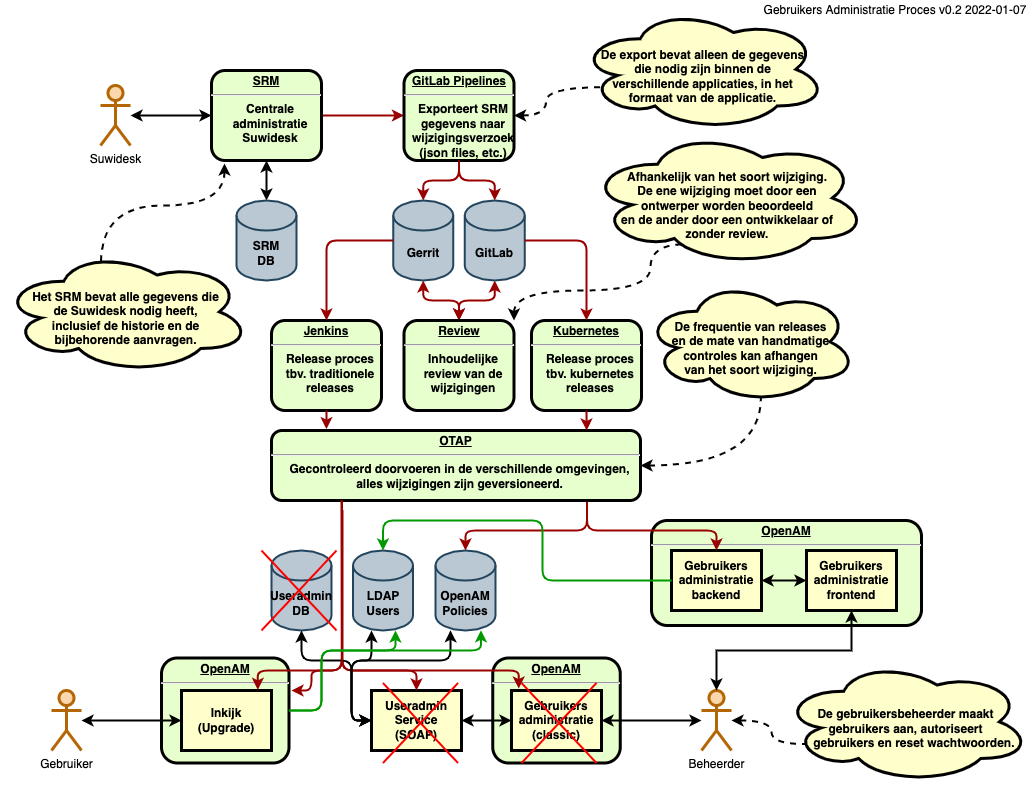 Gebruikers Administratie Proces v0.2 2022-01-07
De export bevat alleen de gegevens
die nodig zijn binnen de
verschillende applicaties, in het
formaat van de applicatie.
SRM
Centrale
administratie
Suwidesk
GitLab Pipelines
Exporteert SRM
gegevens naar
wijzigingsverzoek
(json files, etc.)
Suwidesk
Afhankelijk van het soort wijziging.
De ene wijziging moet door een
ontwerper worden beoordeeld
en de ander door een ontwikkelaar of
zonder review.
SRM
DB
Gerrit
GitLab
Het SRM bevat alle gegevens die
de Suwidesk nodig heeft,
inclusief de historie en de
bijbehorende aanvragen.
Jenkins
Release proces
tbv. traditionele
releases
Review
Inhoudelijke
review van de
wijzigingen
Kubernetes
Release proces
tbv. kubernetes
releases
De frequentie van releases
en de mate van handmatige
controles kan afhangen
van het soort wijziging.
OTAP
Gecontroleerd doorvoeren in de verschillende omgevingen,
alles wijzigingen zijn geversioneerd.
OpenAM
Gebruikers
administratie
backend
Gebruikers
administratie
frontend
Useradmin
DB
LDAP
Users
OpenAM
Policies
OpenAM
Inkijk
(Upgrade)
Useradmin
Service
(SOAP)
OpenAM
Gebruikers
administratie
(classic)
Gebruiker
Beheerder
De gebruikersbeheerder maakt
gebruikers aan, autoriseert
gebruikers en reset wachtwoorden.